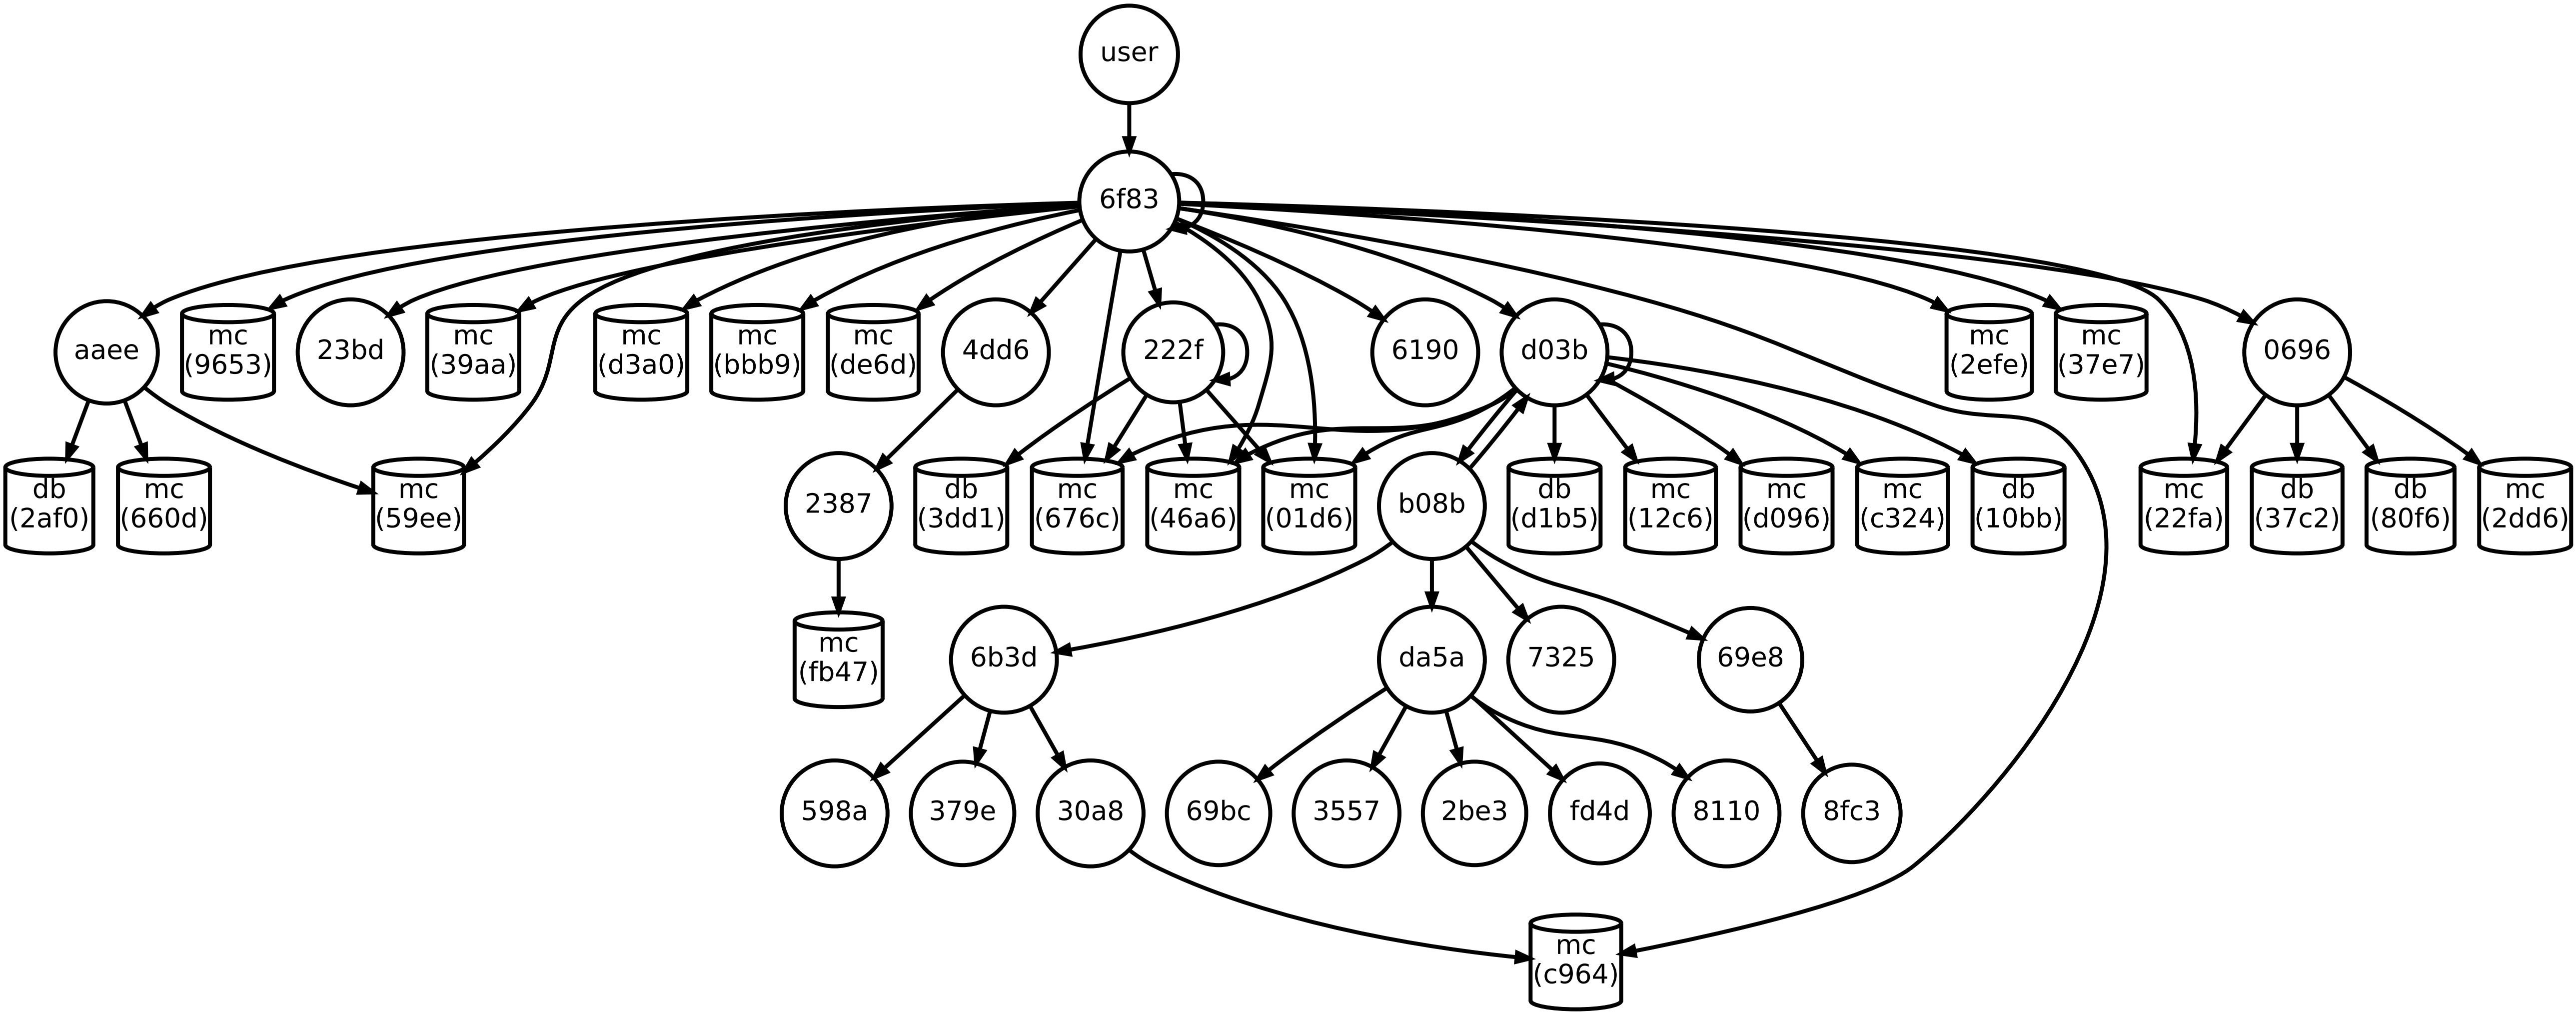 user
6f83
aaee
mc
(9653)
23bd
mc
(39aa)
mc
(d3a0)
mc
(bbb9)
mc
(de6d)
4dd6
222f
6190
d03b
mc
(2efe)
mc
(37e7)
0696
db
(2af0)
mc
(660d)
mc
(59ee)
2387
db
(3dd1)
mc
(676c)
mc
(46a6)
mc
(01d6)
b08b
db
(d1b5)
mc
(12c6)
mc
(d096)
mc
(c324)
db
(10bb)
mc
(22fa)
db
(37c2)
db
(80f6)
mc
(2dd6)
mc
(fb47)
6b3d
da5a
7325
69e8
598a
379e
30a8
69bc
3557
2be3
fd4d
8110
8fc3
mc
(c964)